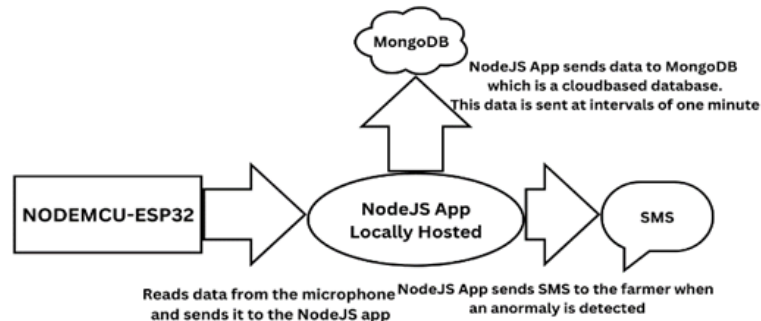 MongoDB
NodeJS App sends data to MongoDB
which is a cloudbased database.
This data is sent at intervals of one minute
NODEMCU-ESP32
NodeJS App
Locally Hosted
SMS
Reads data from the microphone
and sends it to the NodeJS app
NodeJS App sends SMS to the farmer when
an anormaly is detected